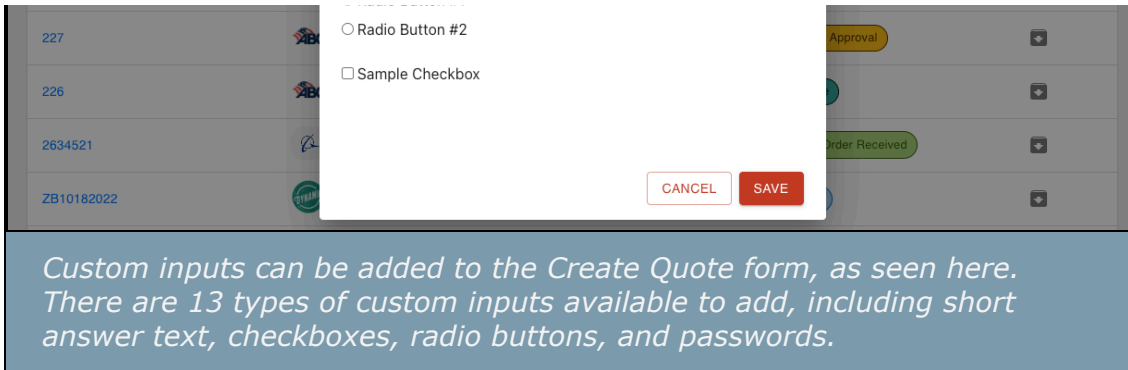 Radio Button #2
227
Approval
Sample Checkbox
226
2634521
Order Received
CANCEL
SAVE
ZB10182022
Custom inputs can be added to the Create Quote form, as seen here.
There are 13 types of custom inputs available to add, including short
answer text, checkboxes, radio buttons, and passwords.